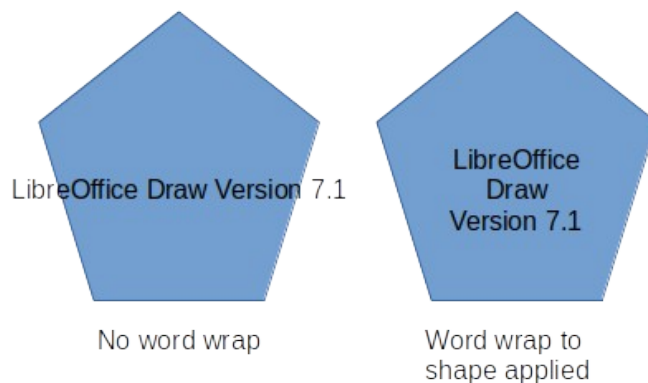 LibreOffice Draw Version 7.1
LibreOffice
Draw
Version 7.1
No word wrap
Word wrap to
shape applied